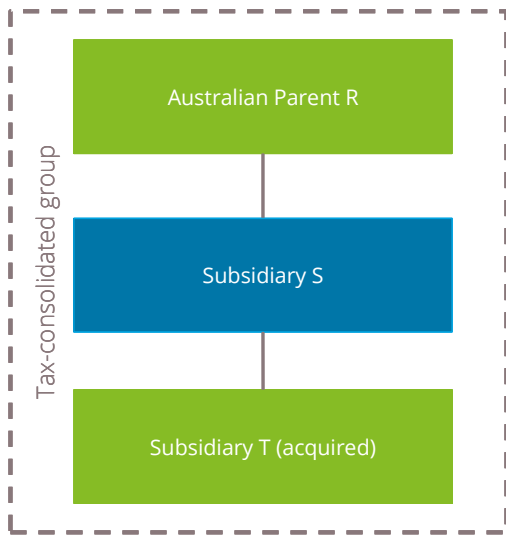 Tax-consolidated group
Australian Parent R
Subsidiary S
Subsidiary T (acquired)